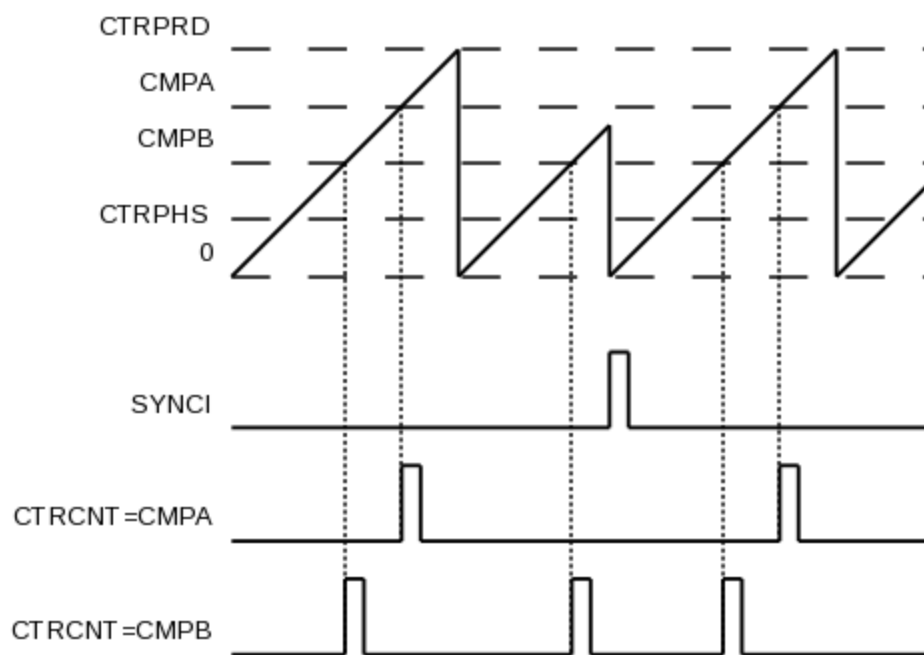 CTRPRD
CMPA
CMPB
CTRPHS
0
SYNCI
CTRCNT=CMPA
CTRCNT=CMPB